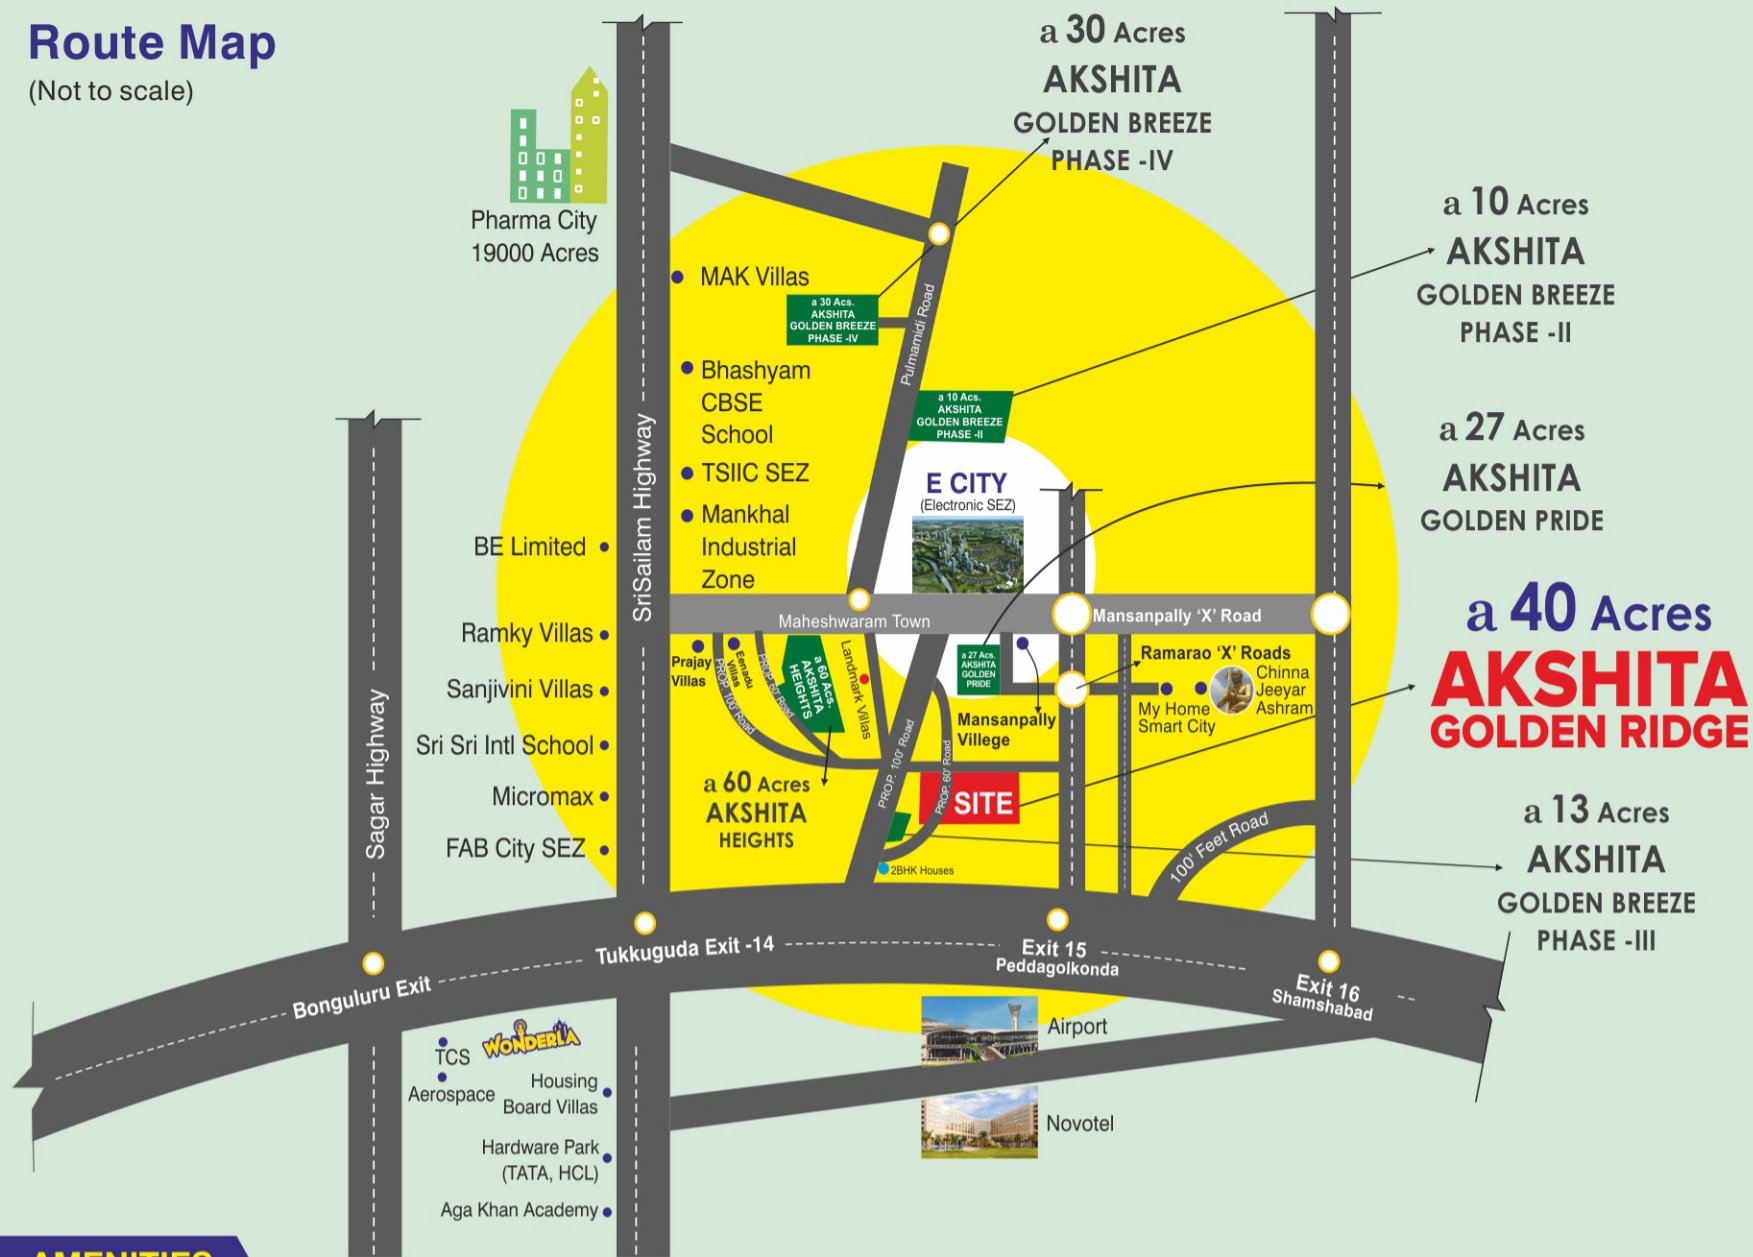 Route Map
(Not to scale)
a 30 Acres
AKSHITA
GOLDEN BREEZE
PHASE -IV
Pharma City
19000 Acres
a 10 Acres
AKSHITA
GOLDEN BREEZE
PHASE -II
MAK Villas
a 30 Acs.
AKSHITA
GOLDEN BREEZE
PHASE -IV
Pulmamidi Road
Bhashyam
CBSE
School
a 10 Acs.
AKSHITA
GOLDEN BREEZE
PHASE -II
TSIIC SEZ
E CITY
(Electronic SEZ)
a 27 Acres
AKSHITA
GOLDEN PRIDE
Mankhal
Industrial
Zone
SriSailam Highway
BE Limited
Ramky Villas
Sanjivini Villas
Sri Sri Intl School
Micromax
FAB City SEZ
Sagar Highway
Maheshwaram Town
Mansanpally 'X' Road
a 40 Acres
AKSHITA
GOLDEN RIDGE
Prajay
Villas
Eenadu
Villas
PROP. 100' Road
PROP. 60' Road
a 60 Acs.
AKSHITA
HEIGHTS
Landmark Villas
a 27 Acs.
AKSHITA
GOLDEN
PRIDE
Ramarao 'X' Roads
Chinna
Jeeyar
Ashram
My Home
Smart City
Mansanpally
Villege
a 60 Acres
AKSHITA
HEIGHTS
PROP. 100' Road
PROP. 60' Road
SITE
2BHK Houses
100' Feet Road
a 13 Acres
AKSHITA
GOLDEN BREEZE
PHASE -III
Bonguluru Exit
Tukkuguda Exit -14
Exit 15
Peddagolkonda
Exit 16
Shamshabad
TCS
WONDERLA
Aerospace
Housing
Board Villas
Hardware Park
(TATA, HCL)
Aga Khan Academy
Airport
Novotel
AMENITIES